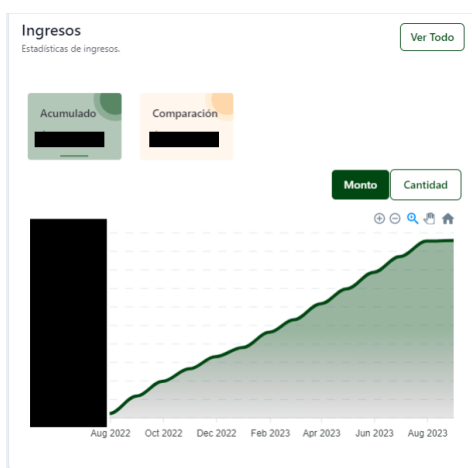 Ingresos
Ver Todo
Estadísticas de ingresos.
Acumulado
Comparación
Monto
Cantidad
Aug 2022
Oct 2022
Dec 2022
Feb 2023
Apr 2023
Jun 2023
Aug 2023